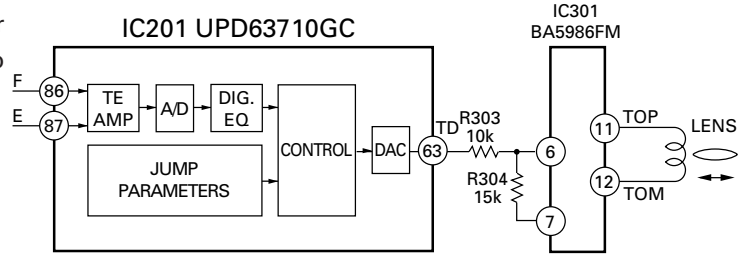 r
o
IC201 UPD63710GC
IC301
BA5986FM
F
86
E
87
TE
AMP
A/D
DIG.
EQ
JUMP
PARAMETERS
CONTROL
DAC
63
TD
R303
10k
R304
15k
6
7
11
TOP
12
TOM
LENS